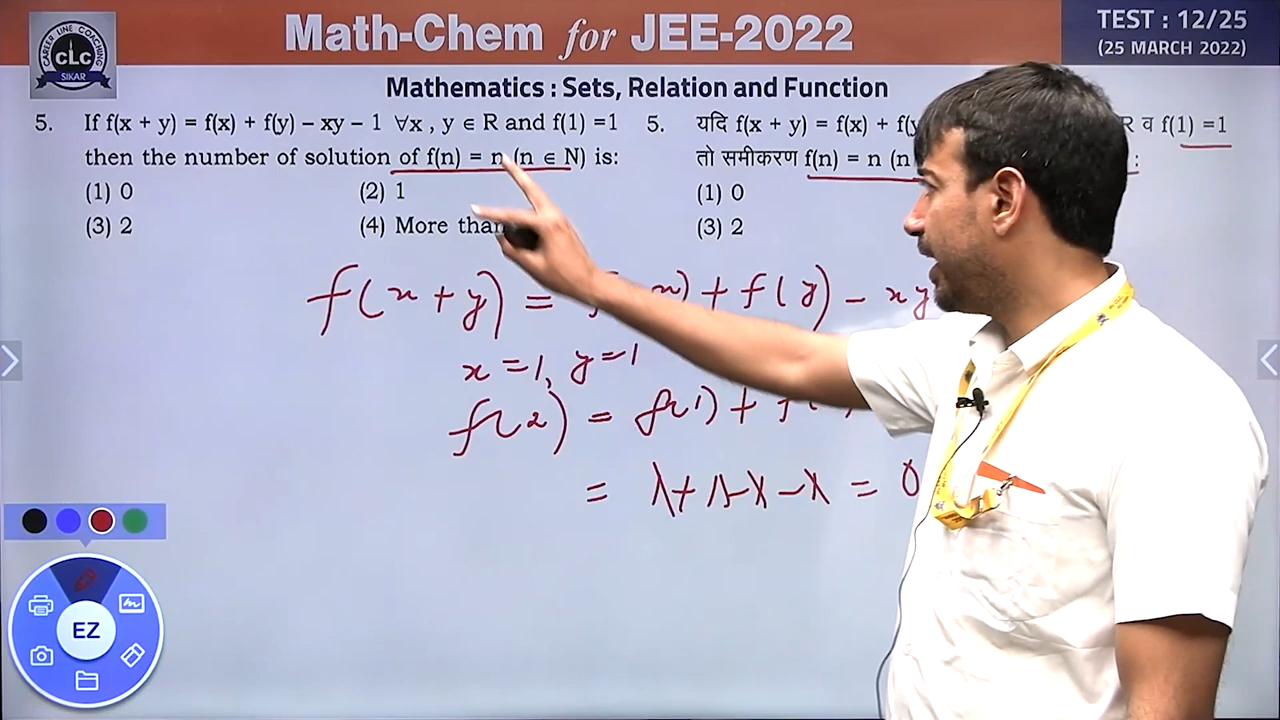 Math-Chem for JEE-2022
TEST : 12/25
(25 MARCH 2022)
CAREER LINE COACHING
CLC
SIKAR
Mathematics : Sets, Relation and Function
5. If f(x + y) = f(x) + f(y) – xy – 1 ∀x , y ∈ R and f(1) =1
then the number of solution of f(n) = n (n ∈ N) is:
(1) 0 (2) 1
(3) 2 (4) More than
5. यदि f(x + y) = f(x) + f(y R व f(1) =1
तो समीकरण f(n) = n (n :
(1) 0
(3) 2
f(x + y) = x) + f(y) – xy
x = 1, y = 1
f(2) = f(1) +
= 1 + 1 – 1 – 1 = 0
EZ